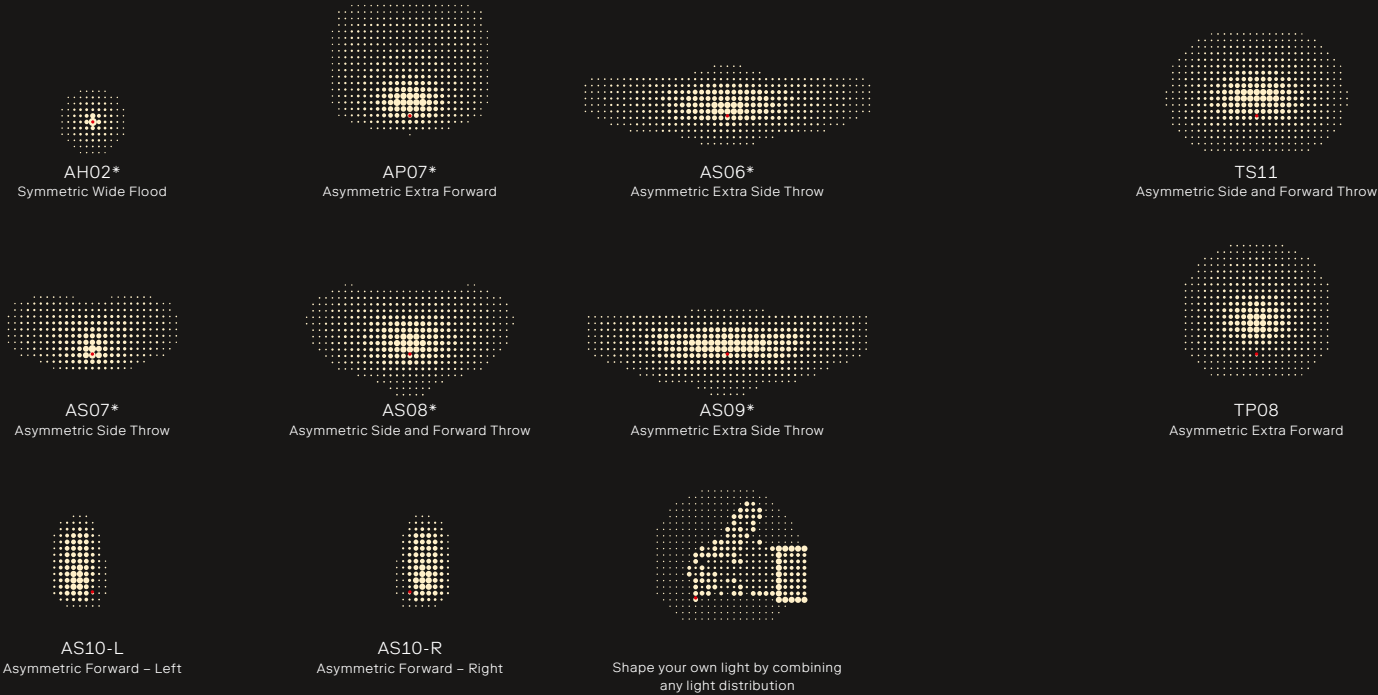 AH02*
Symmetric Wide Flood
AP07*
Asymmetric Extra Forward
AS06*
Asymmetric Extra Side Throw
TS11
Asymmetric Side and Forward Throw
AS07*
Asymmetric Side Throw
AS08*
Asymmetric Side and Forward Throw
AS09*
Asymmetric Extra Side Throw
TP08
Asymmetric Extra Forward
AS10-L
Asymmetric Forward – Left
AS10-R
Asymmetric Forward – Right
Shape your own light by combining
any light distribution